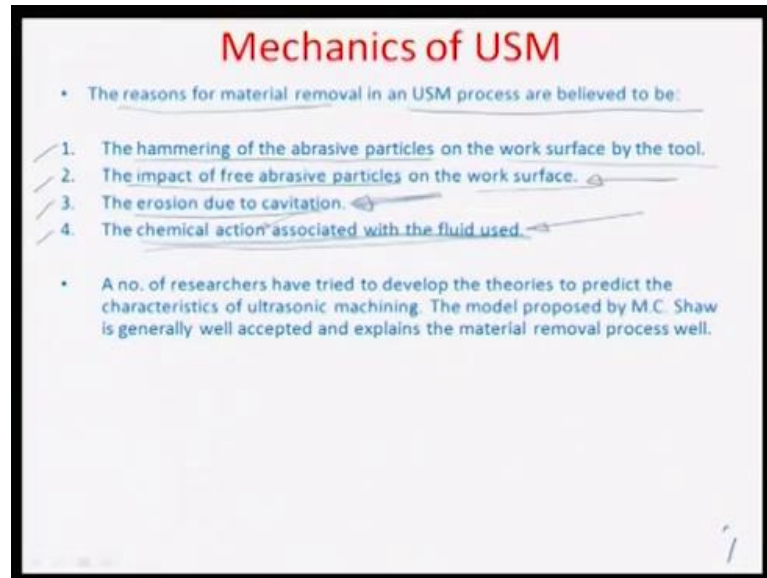 Mechanics of USM
• The reasons for material removal in an USM process are believed to be:
1. The hammering of the abrasive particles on the work surface by the tool.
2. The impact of free abrasive particles on the work surface.
3. The erosion due to cavitation.
4. The chemical action associated with the fluid used.
• A no. of researchers have tried to develop the theories to predict the
characteristics of ultrasonic machining. The model proposed by M.C. Shaw
is generally well accepted and explains the material removal process well.